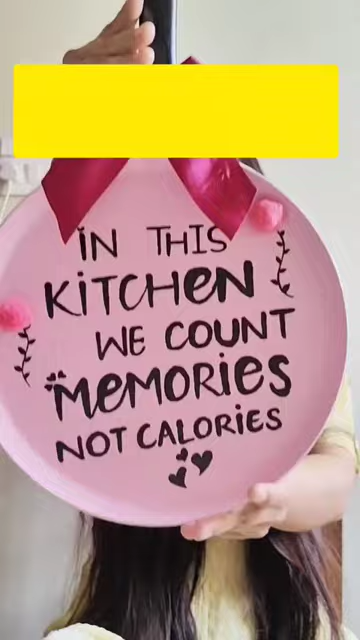 IN THIS
KITCHEN
WE COUNT
MEMORIES
NOT CALORIES